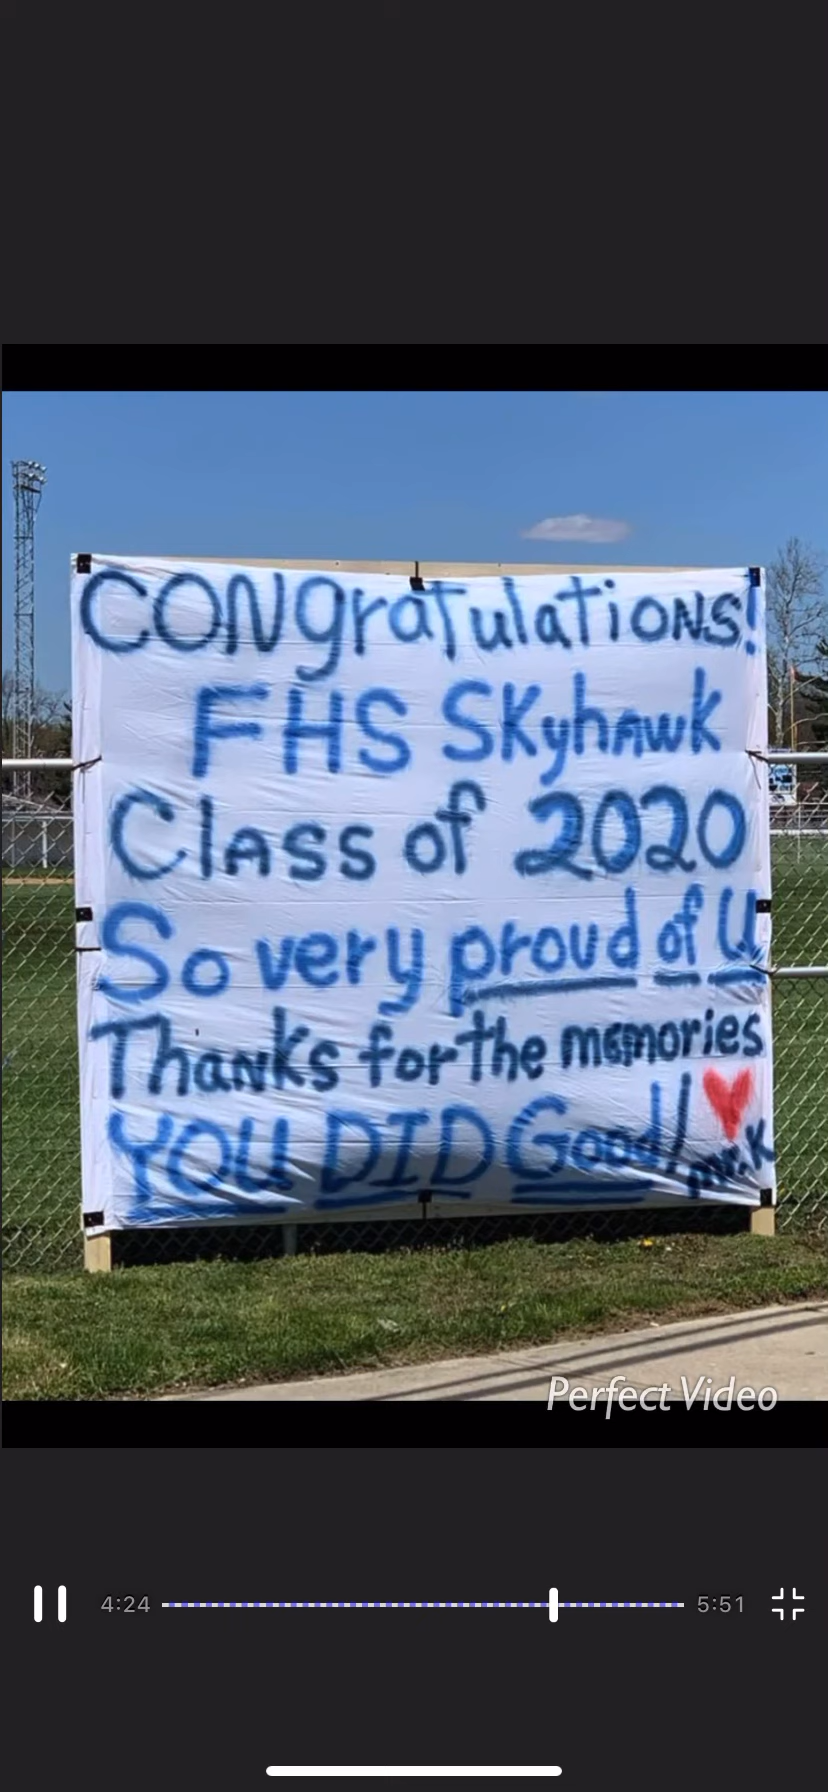 CONgratulations!
FHS SKyhawk
Class of 2020
So very proud of U
Thanks for the memories
YOU DID Good! ♥
mr. K
Perfect Video
4:24
5:51